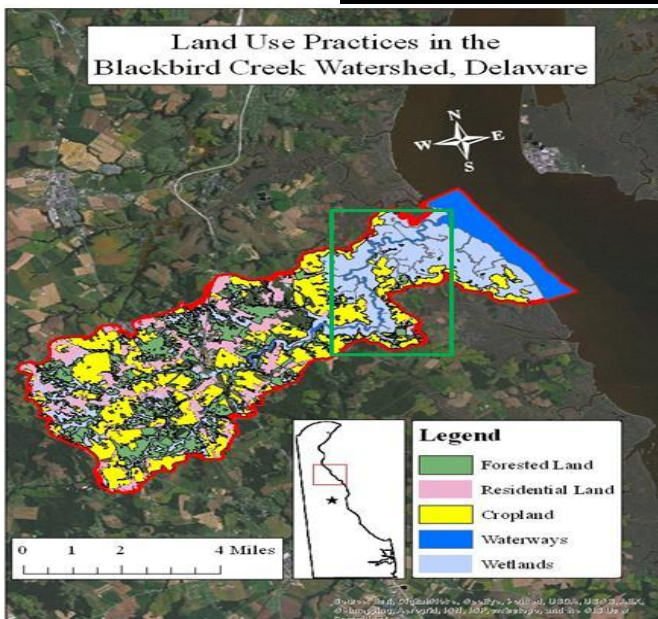 Land Use Practices in the
Blackbird Creek Watershed, Delaware
N
W E
S
Legend
Forested Land
Residential Land
Cropland
Waterways
Wetlands
0 1 2 4 Miles